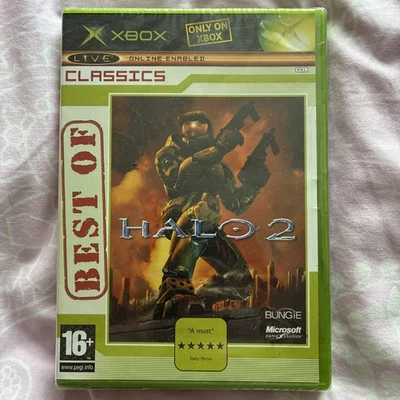 XBOX
ONLY ON
XBOX
LIVE ONLINE ENABLED
PAL
CLASSICS
BEST OF
HALO 2
BUNGiE
Microsoft
game studios
"A must"
★★★★★
Daily Mirror
16+
www.pegi.info